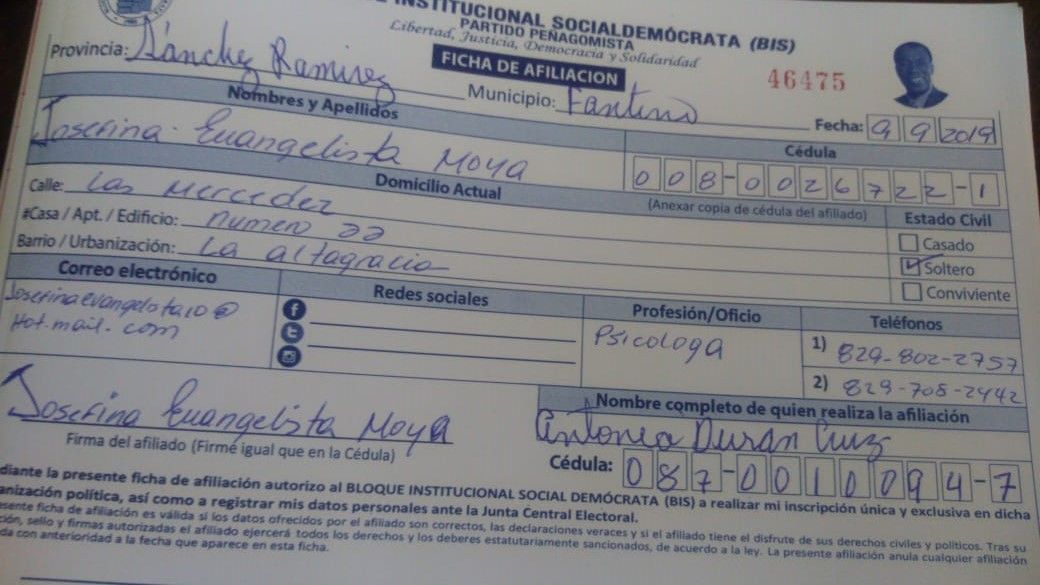 INSTITUCIONAL SOCIALDEMÓCRATA (BIS)
PARTIDO PEÑAGOMISTA
Libertad, Justicia, Democracia y Solidaridad
FICHA DE AFILIACION
46475
Provincia: Sánchez Ramirez
Municipio: Fantino
Fecha: 9 9 2019
Nombres y Apellidos
Josefina Euangelista Moya
Cédula
008-0026722-1
(Anexar copia de cédula del afiliado)
Domicilio Actual
Calle: Las Mercedez
#Casa / Apt. / Edificio: numero 22
Barrio / Urbanización: La altagracia
Estado Civil
Casado
Soltero
Conviviente
Correo electrónico
Josefinaevangelista10@
Hot-mail.com
Redes sociales
Profesión/Oficio
Psicologa
Teléfonos
1) 829-802-2757
2) 829-708-2442
Josefina Euangelista Moya
Firma del afiliado (Firmé igual que en la Cédula)
Nombre completo de quien realiza la afiliación
Antonia Duran Cruz
Cédula: 087-0010094-7
diante la presente ficha de afiliación autorizo al BLOQUE INSTITUCIONAL SOCIAL DEMÓCRATA (BIS) a realizar mi inscripción única y exclusiva en dicha
anización política, así como a registrar mis datos personales ante la Junta Central Electoral.
esente ficha de afiliación es válida si los datos ofrecidos por el afiliado son correctos, las declaraciones veraces y si el afiliado tiene el disfrute de sus derechos civiles y políticos. Tras su
ción, sello y firmas autorizadas el afiliado ejercerá todos los derechos y los deberes estatutariamente sancionados, de acuerdo a la ley. La presente afiliación anula cualquier afiliación
da con anterioridad a la fecha que aparece en esta ficha.